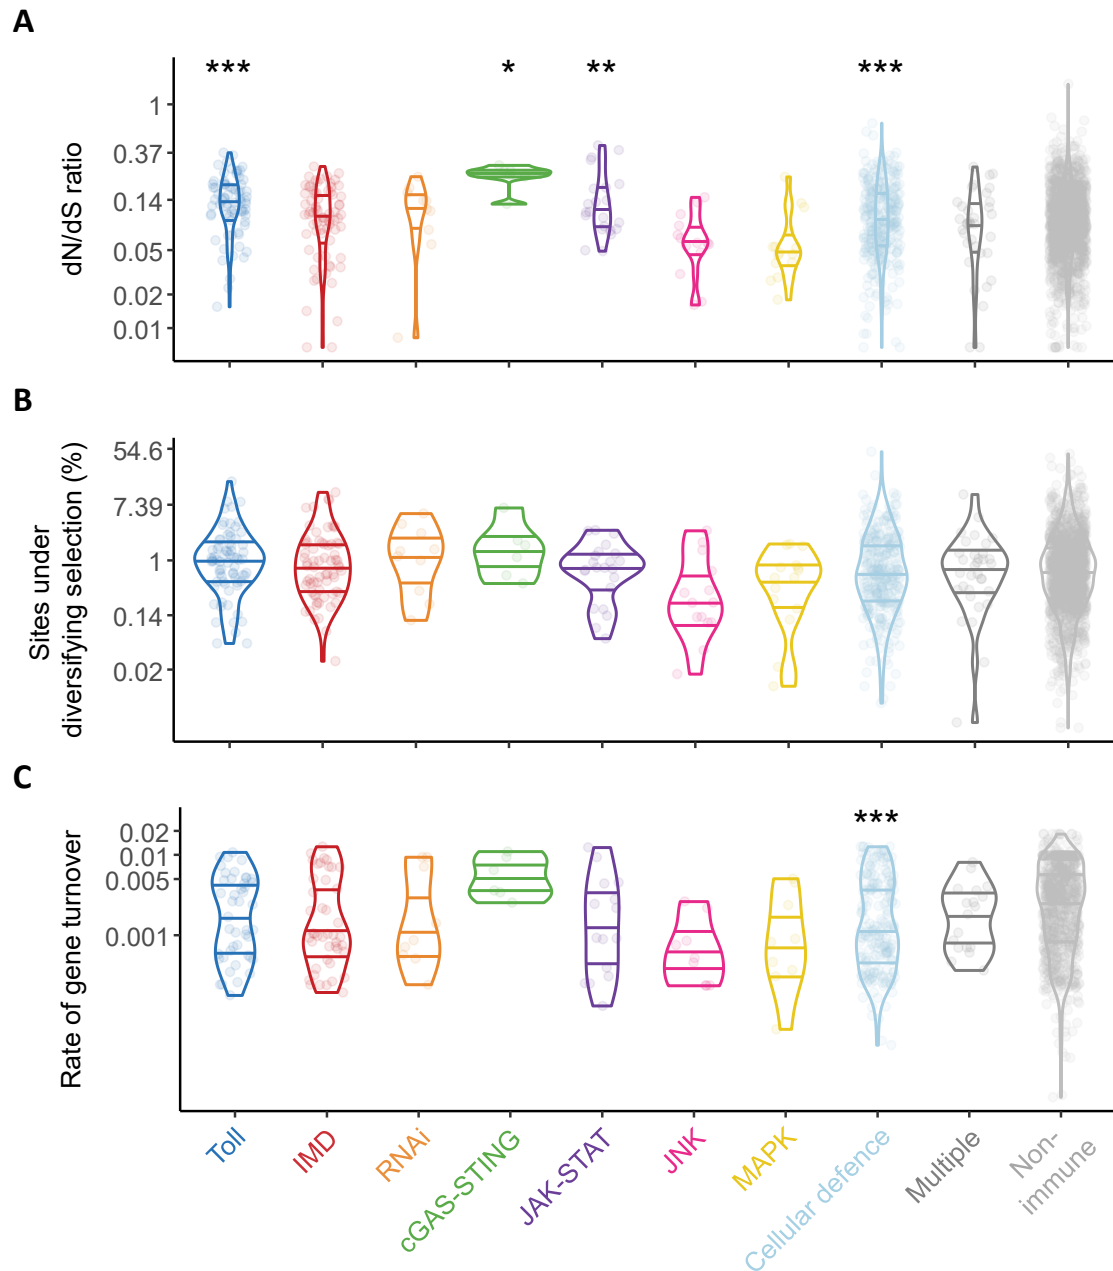 A
***
*
**
***
dN/dS ratio
1
0.37
0.14
0.05
0.02
0.01
B
Sites under
diversifying selection (%)
54.6
7.39
1
0.14
0.02
C
***
Rate of gene turnover
0.02
0.01
0.005
0.001
Toll
IMD
RNAi
cGAS-STING
JAK-STAT
JNK
MAPK
Cellular defence
Multiple
Non-
immune